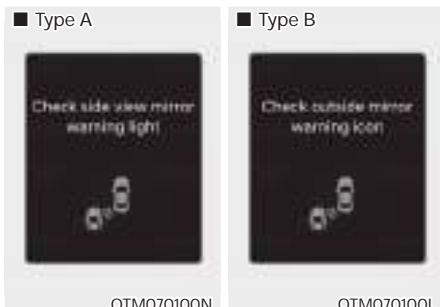 ■ Type A
Check side view mirror
warning light
OTM070100N
■ Type B
Check outside mirror
warning icon
OTM070100L